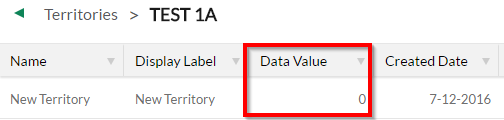 Territories > TEST 1A
Name Display Label Data Value Created Date
New Territory New Territory 0 7-12-2016